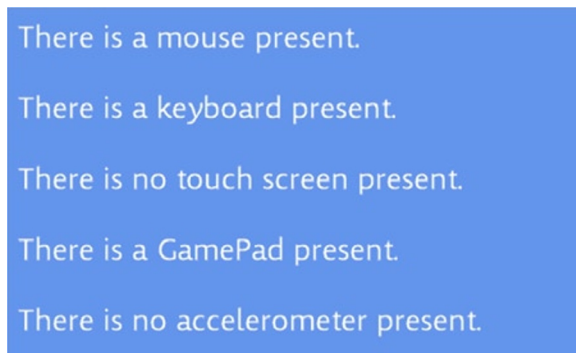 There is a mouse present.
There is a keyboard present.
There is no touch screen present.
There is a GamePad present.
There is no accelerometer present.